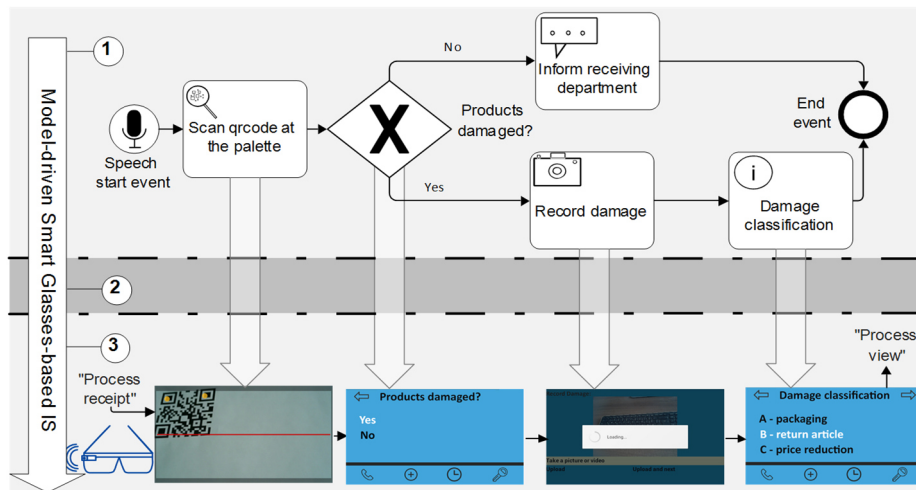 1
Model-driven Smart Glasses-based IS
Speech
start event
Scan qrcode at
the palette
X
Products
damaged?
No
Inform receiving
department
Yes
Record damage
i
Damage
classification
End
event
2
3
"Process
receipt"
Products damaged?
Yes
No
Record damage
Loading...
Take a picture or video
Upload
Upload and next
"Process
view"
Damage classification
A - packaging
B - return article
C - price reduction